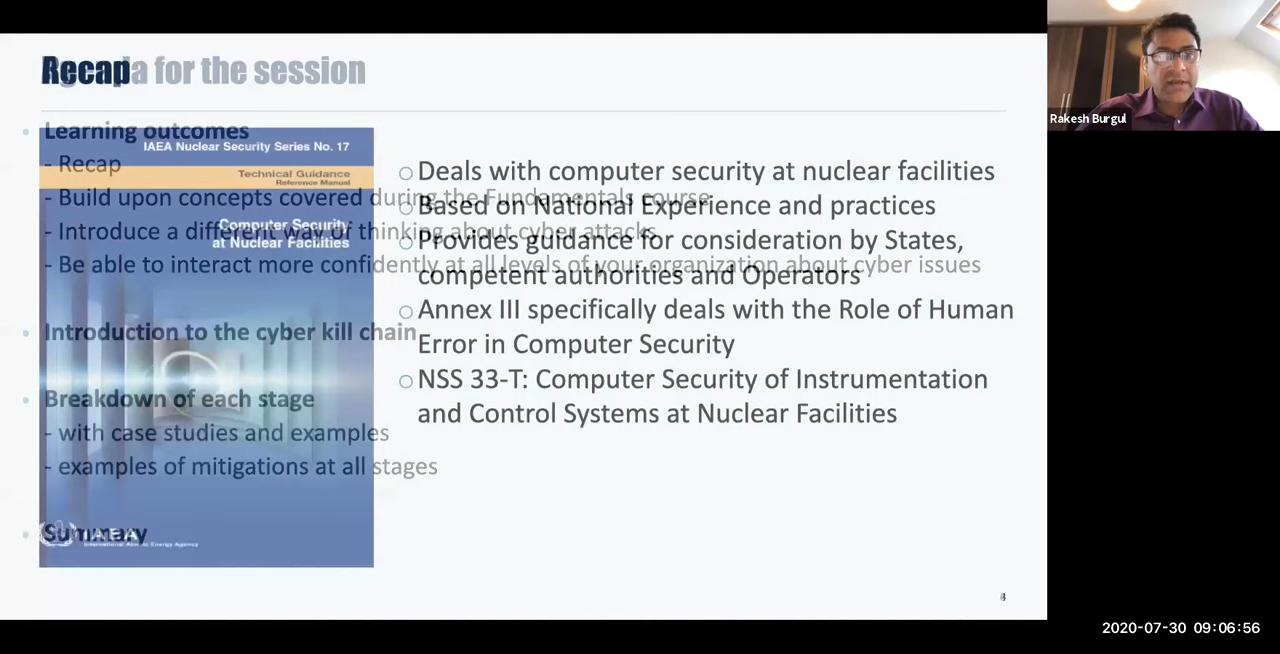 Recap
Agenda for the session
Learning outcomes
- Recap
- Build upon concepts covered during the Fundamentals course
- Introduce a different way of thinking about cyber attacks
- Be able to interact more confidently at all levels of your organization about cyber issues
Introduction to the cyber kill chain
Breakdown of each stage
- with case studies and examples
- examples of mitigations at all stages
Summary
IAEA Nuclear Security Series No. 17
Technical Guidance
Reference Manual
Computer Security
at Nuclear Facilities
IAEA
International Atomic Energy Agency
Deals with computer security at nuclear facilities
Based on National Experience and practices
Provides guidance for consideration by States,
competent authorities and Operators
Annex III specifically deals with the Role of Human
Error in Computer Security
NSS 33-T: Computer Security of Instrumentation
and Control Systems at Nuclear Facilities
Rakesh Burgul
2020-07-30 09:06:56